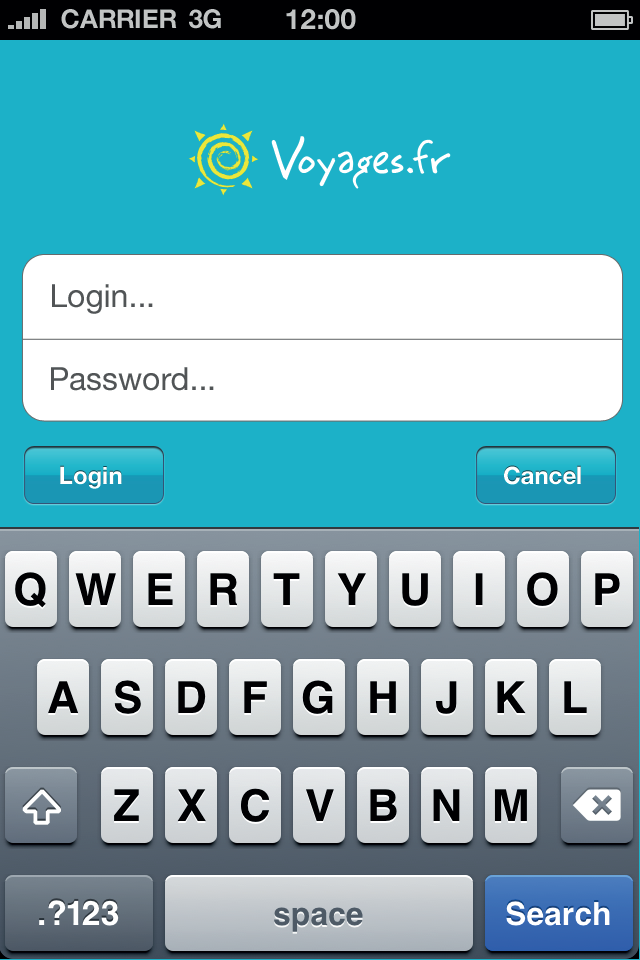 CARRIER 3G 12:00
Voyages.fr
Login...
Password...
Login Cancel
Q W E R T Y U I O P
A S D F G H J K L
Z X C V B N M
.?123 space Search